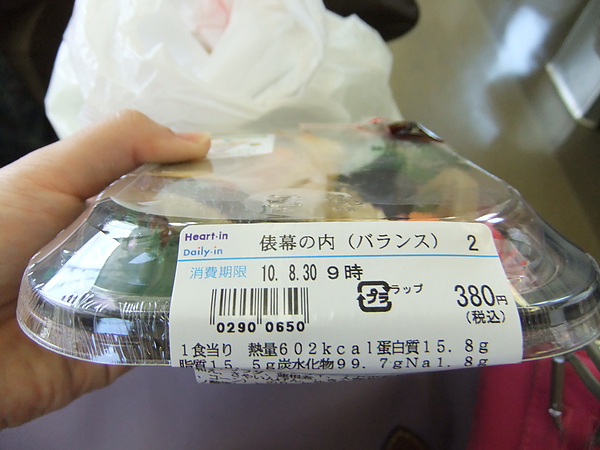 Heart・in
Daily・in
俵幕の内（バランス） 2
消費期限 10. 8.30 9時
プラ ラップ
380円
(税込)
0290 0650
1食当り 熱量602kcal蛋白質15.8g
脂質15.5g炭水化物99.7gNa1.8g